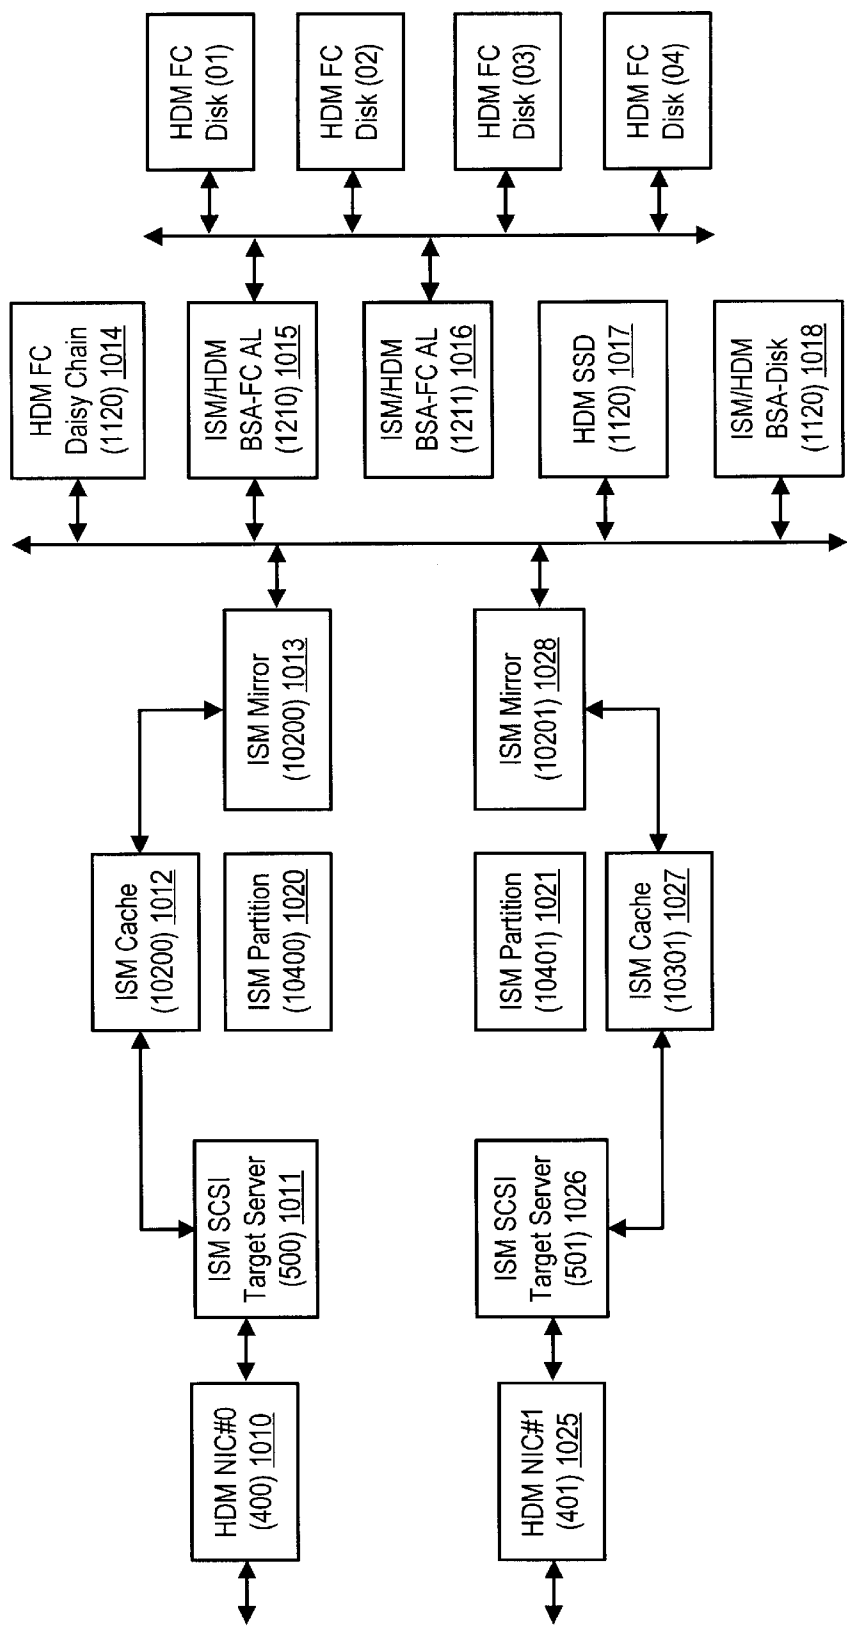 HDM NIC#0
(400) 1010
ISM SCSI
Target Server
(500) 1011
ISM Cache
(10200) 1012
ISM Partition
(10400) 1020
ISM Mirror
(10200) 1013
HDM NIC#1
(401) 1025
ISM SCSI
Target Server
(501) 1026
ISM Partition
(10401) 1021
ISM Cache
(10301) 1027
ISM Mirror
(10201) 1028
HDM FC
Daisy Chain
(1120) 1014
ISM/HDM
BSA-FC AL
(1210) 1015
ISM/HDM
BSA-FC AL
(1211) 1016
HDM SSD
(1120) 1017
ISM/HDM
BSA-Disk
(1120) 1018
HDM FC
Disk (01)
HDM FC
Disk (02)
HDM FC
Disk (03)
HDM FC
Disk (04)